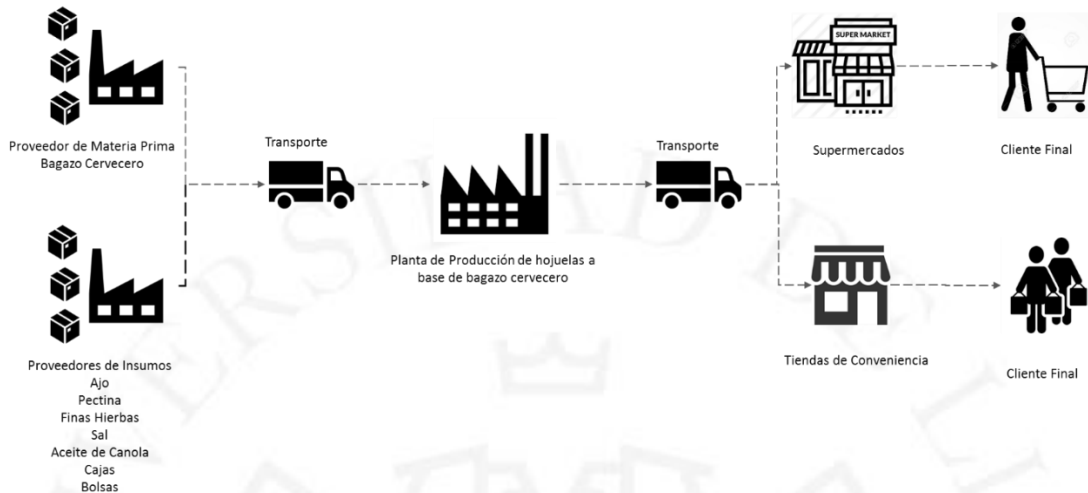 Proveedor de Materia Prima
Bagazo Cervecero
Proveedores de Insumos
Ajo
Pectina
Finas Hierbas
Sal
Aceite de Canola
Cajas
Bolsas
Transporte
Planta de Producción de hojuelas a
base de bagazo cervecero
Transporte
SUPER MARKET
Supermercados
Cliente Final
Tiendas de Conveniencia
Cliente Final